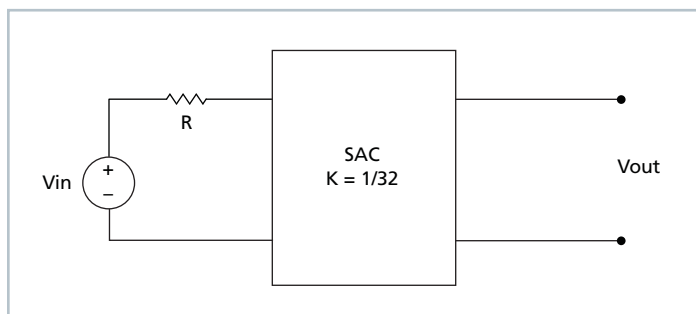 R
SAC
K = 1/32
Vin
+
–
Vout